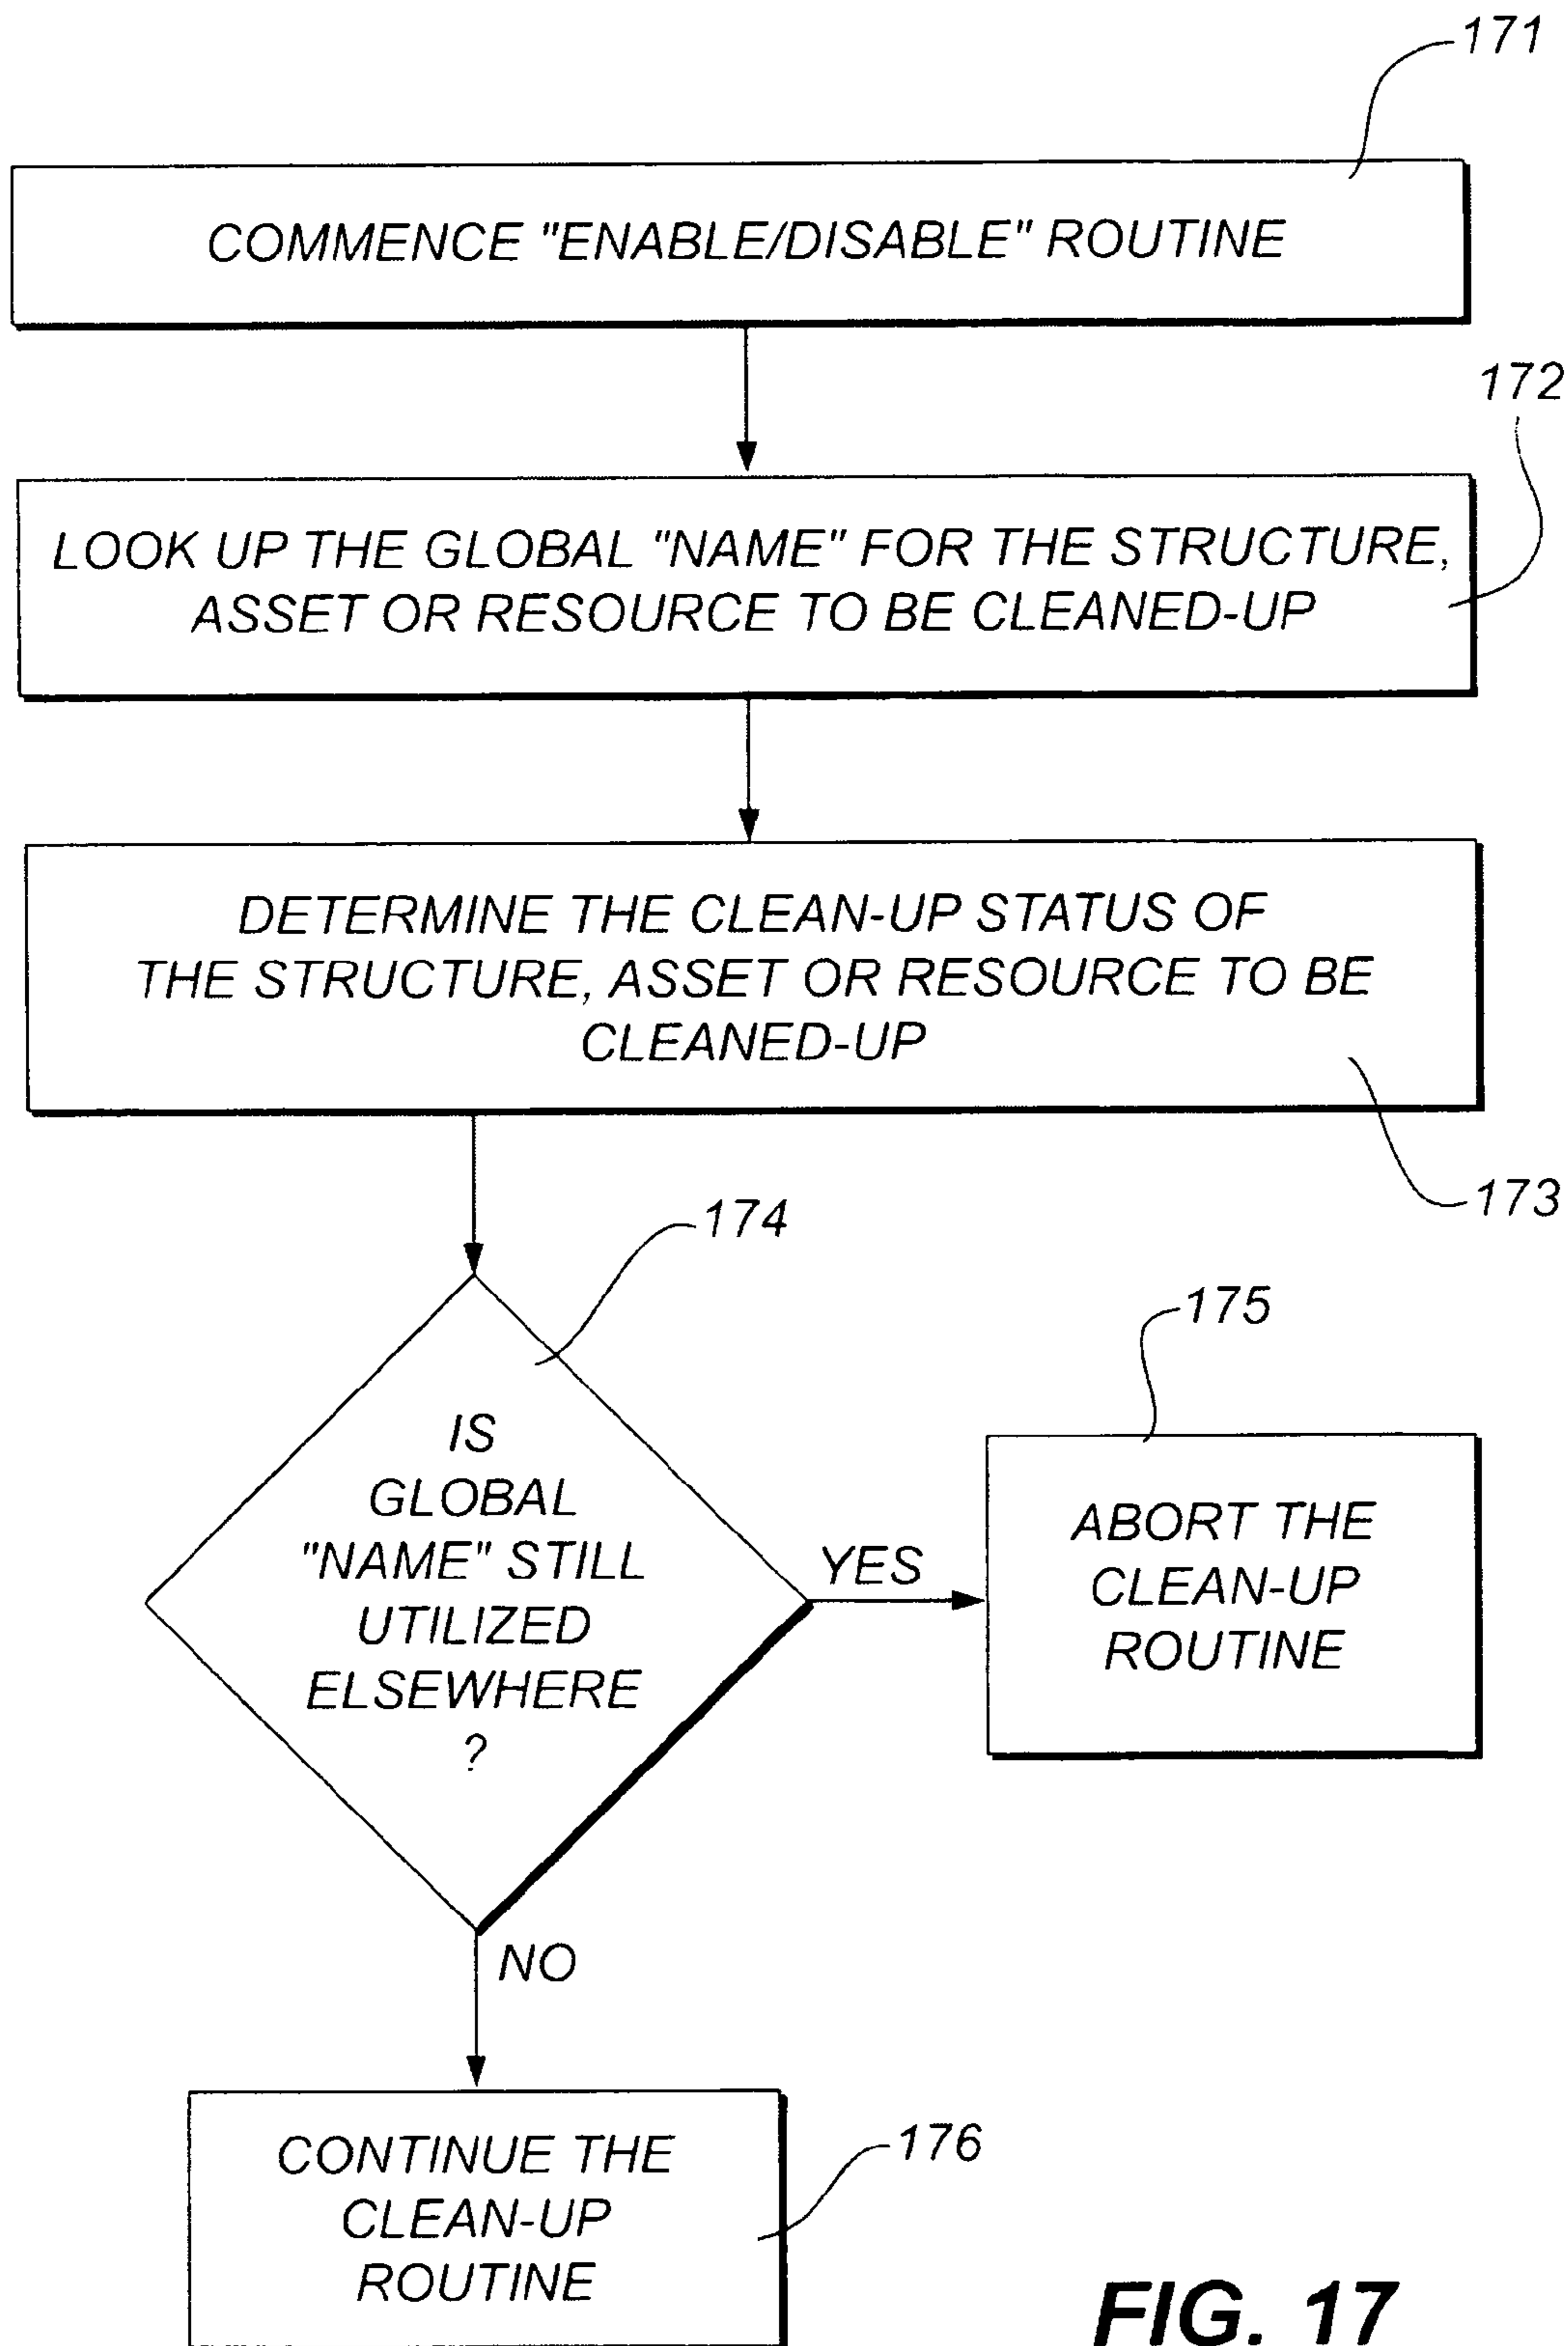 171
COMMENCE "ENABLE/DISABLE" ROUTINE
172
LOOK UP THE GLOBAL "NAME" FOR THE STRUCTURE,
ASSET OR RESOURCE TO BE CLEANED-UP
DETERMINE THE CLEAN-UP STATUS OF
THE STRUCTURE, ASSET OR RESOURCE TO BE
CLEANED-UP
173
174
175
IS
GLOBAL
"NAME" STILL
UTILIZED
ELSEWHERE
?
YES
ABORT THE
CLEAN-UP
ROUTINE
NO
CONTINUE THE
CLEAN-UP
ROUTINE
176
FIG. 17